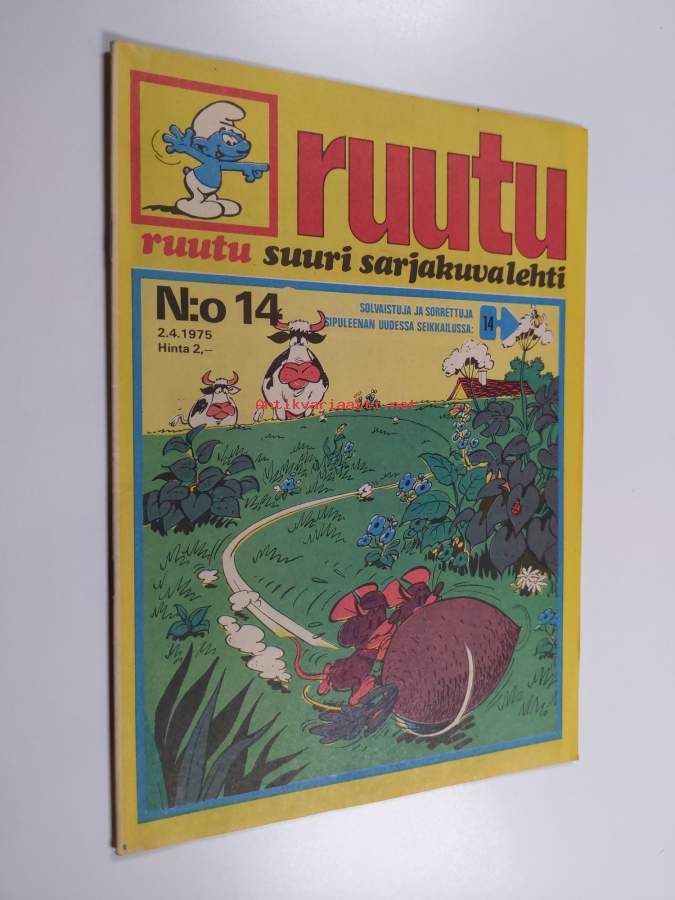 ruutu
ruutu suuri sarjakuvalehti
N:o 14
2.4.1975
Hinta 2,–
SOLVAISTUJA JA SORRETTUJA
SIPULEENAN UUDESSA SEIKKAILUSSA:
14
Antikvariaatti.net